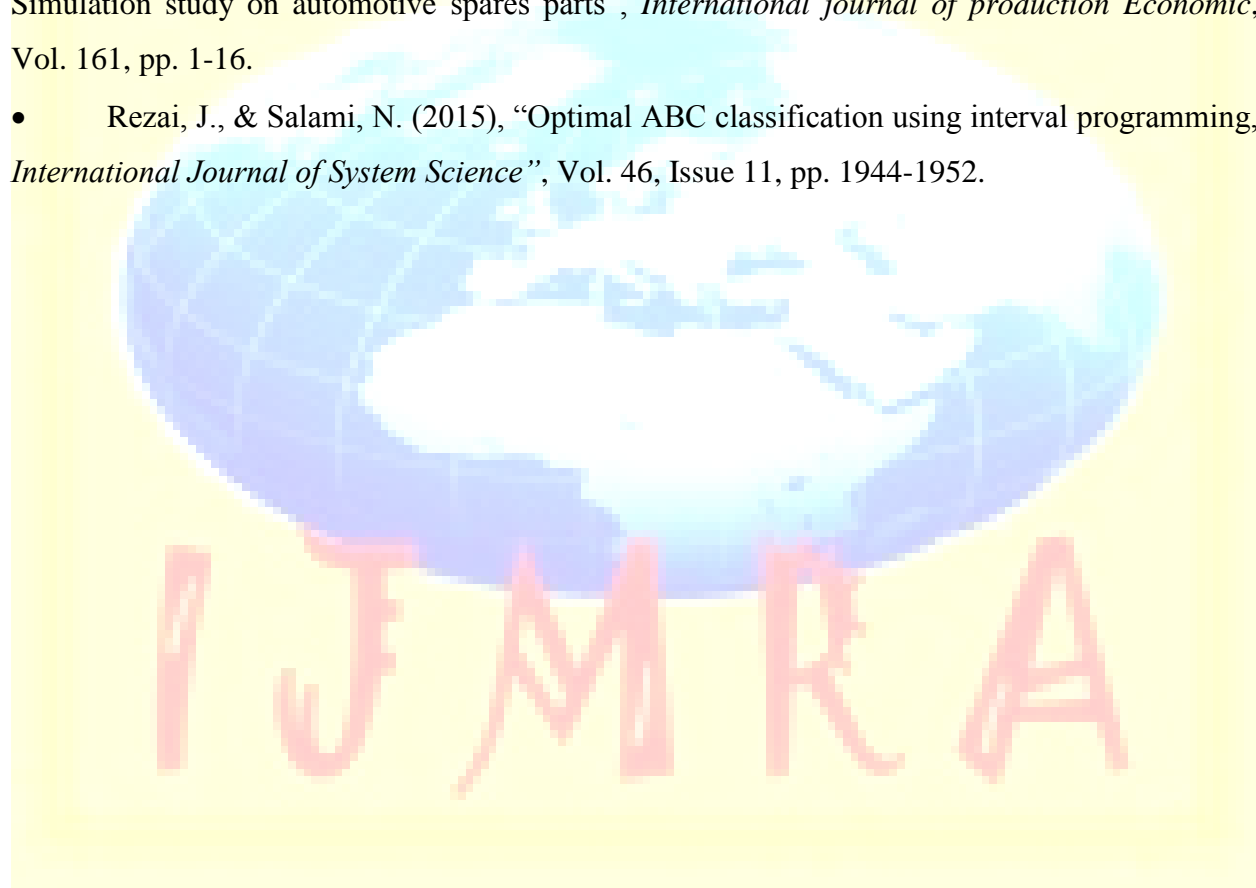 Simulation study on automotive spares parts", International journal of production Economic,
Vol. 161, pp. 1-16.
• Rezai, J., & Salami, N. (2015), “Optimal ABC classification using interval programming,
International Journal of System Science”, Vol. 46, Issue 11, pp. 1944-1952.
IJMRA